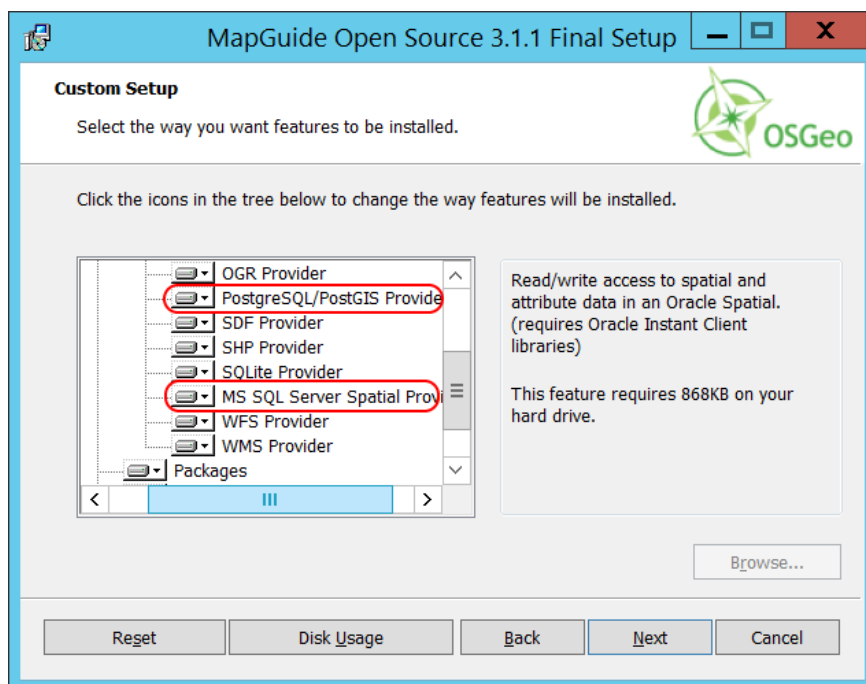 MapGuide Open Source 3.1.1 Final Setup
Custom Setup
Select the way you want features to be installed.
OSGeo
Click the icons in the tree below to change the way features will be installed.
OGR Provider
PostgreSQL/PostGIS Provide
SDF Provider
SHP Provider
SQLite Provider
MS SQL Server Spatial Provi
WFS Provider
WMS Provider
Packages
Read/write access to spatial and
attribute data in an Oracle Spatial.
(requires Oracle Instant Client
libraries)
This feature requires 868KB on your
hard drive.
Browse...
Reset
Disk Usage
Back
Next
Cancel